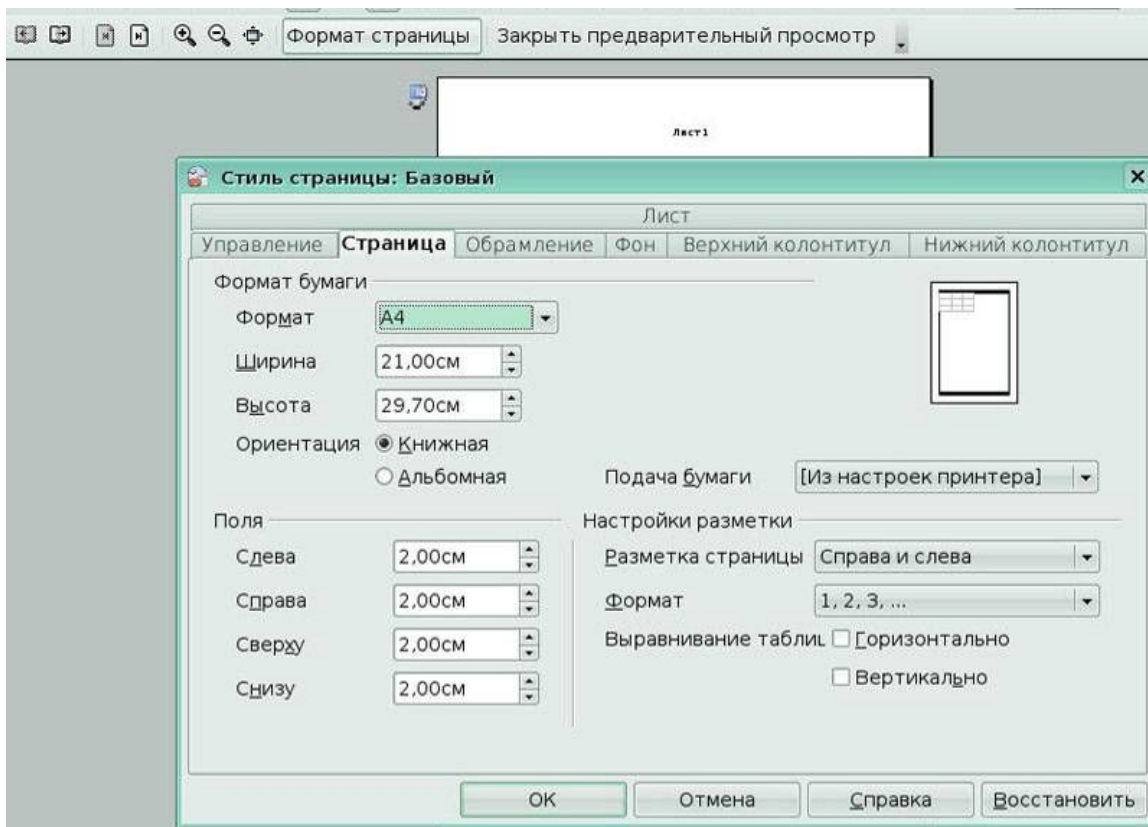 Формат страницы Закрыть предварительный просмотр
Лист1
Стиль страницы: Базовый
Лист
Управление Страница Обрамление Фон Верхний колонтитул Нижний колонтитул
Формат бумаги
Формат A4
Ширина 21,00см
Высота 29,70см
Ориентация Книжная
Альбомная Подача бумаги [Из настроек принтера]
Поля Настройки разметки
Слева 2,00см Разметка страницы Справа и слева
Справа 2,00см Формат 1, 2, 3, ...
Сверху 2,00см Выравнивание таблиц Горизонтально
Снизу 2,00см Вертикально
OK Отмена Справка Восстановить